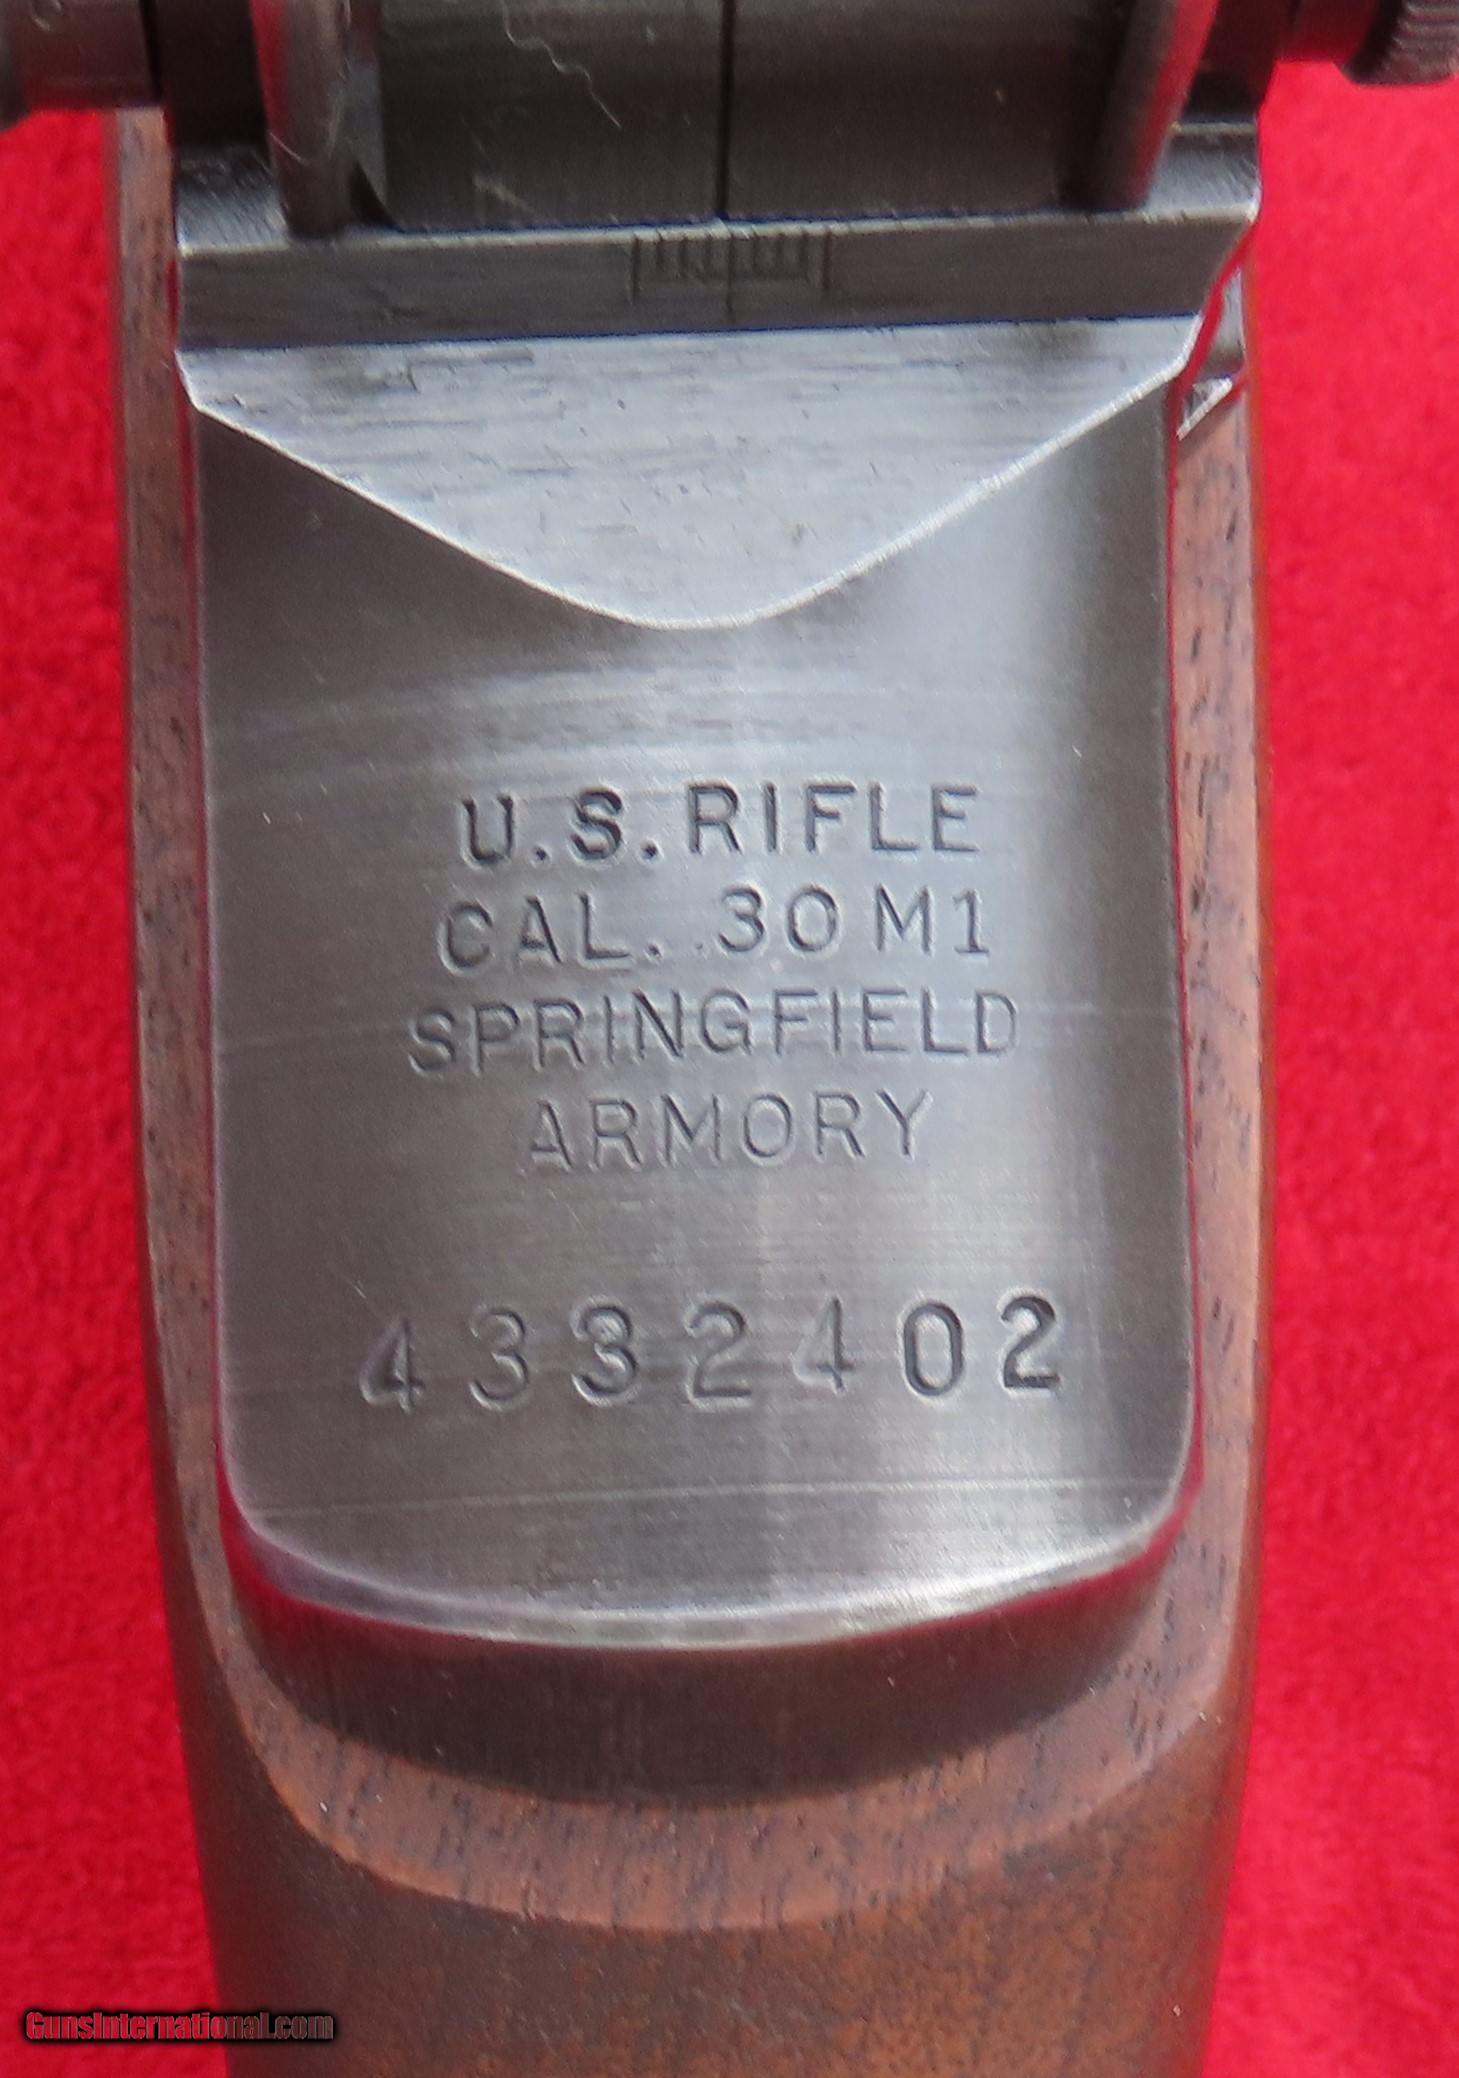 U.S. RIFLE
CAL. .30 M1
SPRINGFIELD
ARMORY
4332402
GunsInternational.com